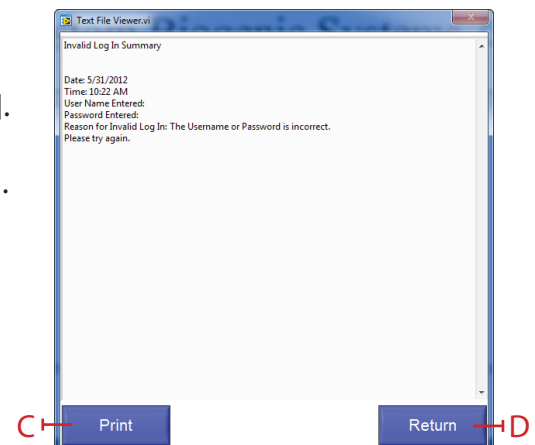 Text File Viewer.vi
Invalid Log In Summary
Date: 5/31/2012
Time: 10:22 AM
User Name Entered:
Password Entered:
Reason for Invalid Log In: The Username or Password is incorrect.
Please try again.
C Print Return D